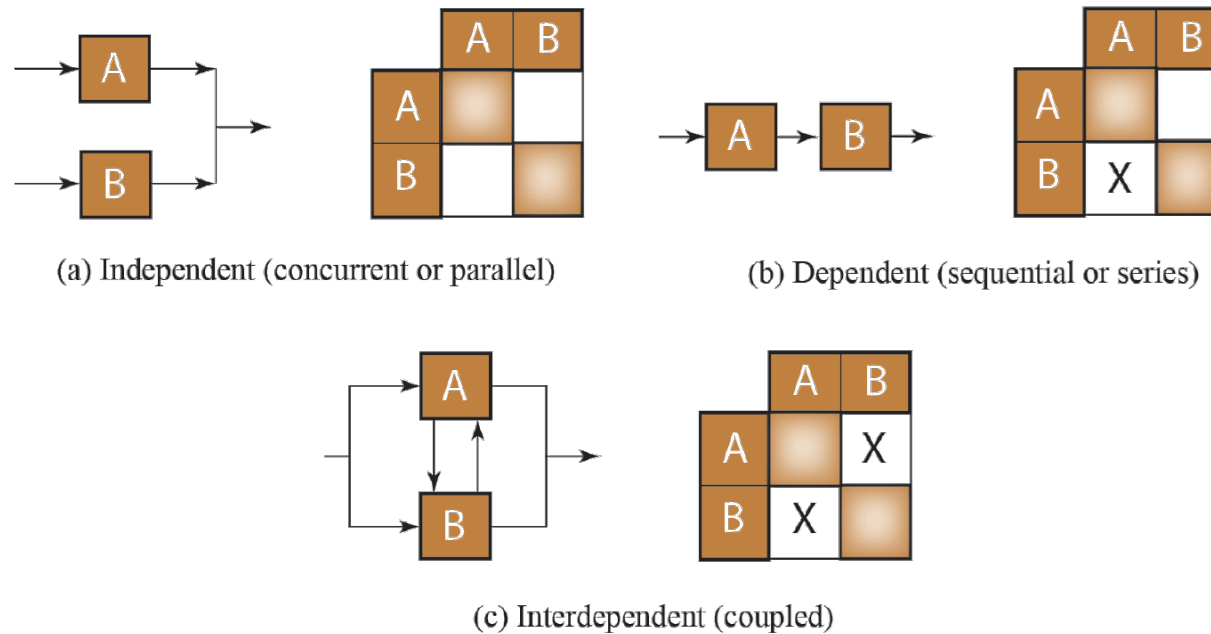 A B
A
A
B
B
(a) Independent (concurrent or parallel)
A B
A
A B
B X
(b) Dependent (sequential or series)
A
B
A B
A X
B X
(c) Interdependent (coupled)